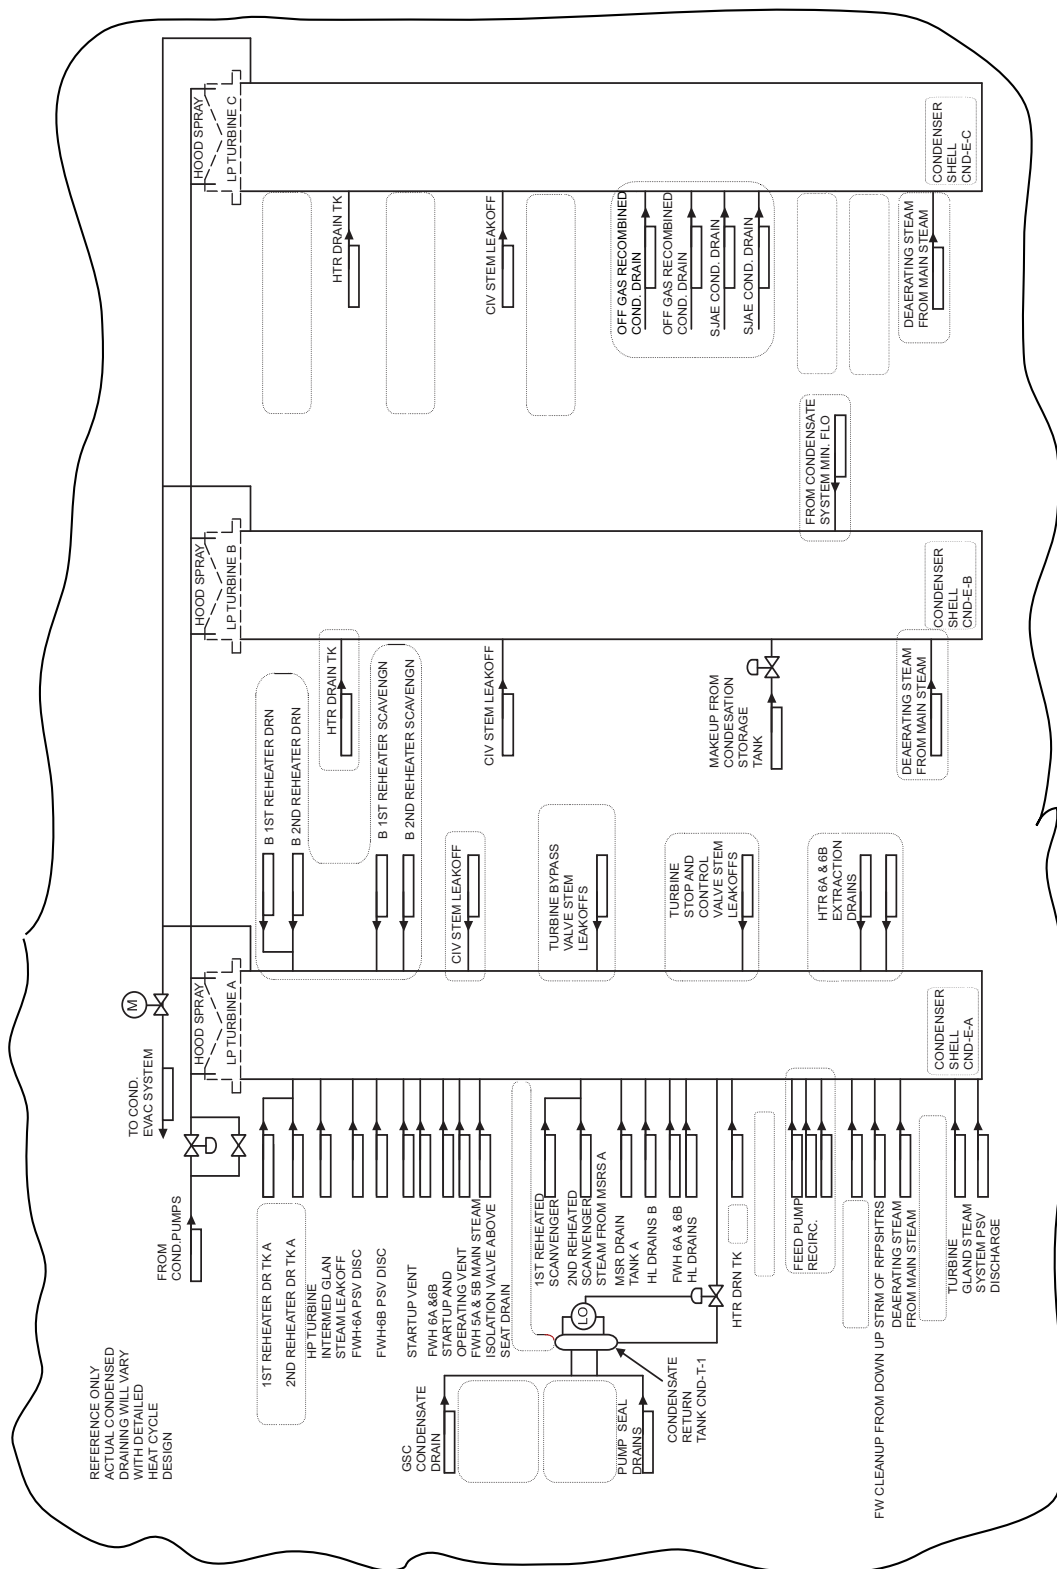 REFERENCE ONLY
ACTUAL CONDENSED
DRAINING WILL VARY
WITH DETAILED
HEAT CYCLE
DESIGN
FROM
COND.PUMPS
TO COND.
EVAC SYSTEM
M
HOOD SPRAY
LP TURBINE A
HOOD SPRAY
LP TURBINE B
HOOD SPRAY
LP TURBINE C
1ST REHEATER DR TK A
2ND REHEATER DR TK A
HP TURBINE
INTERMED GLAN
STEAM LEAKOFF
FWH-6A PSV DISC
FWH-6B PSV DISC
STARTUP VENT
FWH 6A &6B
STARTUP AND
OPERATING VENT
FWH 5A & 5B MAIN STEAM
ISOLATION VALVE ABOVE
SEAT DRAIN
1ST REHEATED
SCAVENGER
2ND REHEATED
SCAVENGER
STEAM FROM MSRS A
MSR DRAIN
TANK A
HL DRAINS B
FWH 6A & 6B
HL DRAINS
HTR DRN TK
FEED PUMP
RECIRC.
FW CLEANUP FROM DOWN UP STRM OF RFPSHTRS
DEAERATING STEAM
FROM MAIN STEAM
TURBINE
GLAND STEAM
SYSTEM PSV
DISCHARGE
GSC
CONDENSATE
DRAIN
PUMP SEAL
DRAINS
LO
CONDENSATE
RETURN
TANK CND-T-1
CONDENSER
SHELL
CND-E-A
B 1ST REHEATER DRN
B 2ND REHEATER DRN
HTR DRAIN TK
B 1ST REHEATER SCAVENGN
B 2ND REHEATER SCAVENGN
CIV STEM LEAKOFF
CIV STEM LEAKOFF
TURBINE BYPASS
VALVE STEM
LEAKOFFS
TURBINE
STOP AND
CONTROL
VALVE STEM
LEAKOFFS
HTR 6A & 6B
EXTRACTION
DRAINS
MAKEUP FROM
CONDESATION
STORAGE
TANK
DEAERATING STEAM
FROM MAIN STEAM
CONDENSER
SHELL
CND-E-B
FROM CONDENSATE
SYSTEM MIN. FLO
HTR DRAIN TK
CIV STEM LEAKOFF
OFF GAS RECOMBINED
COND. DRAIN
OFF GAS RECOMBINED
COND. DRAIN
SJAE COND. DRAIN
SJAE COND. DRAIN
DEAERATING STEAM
FROM MAIN STEAM
CONDENSER
SHELL
CND-E-C